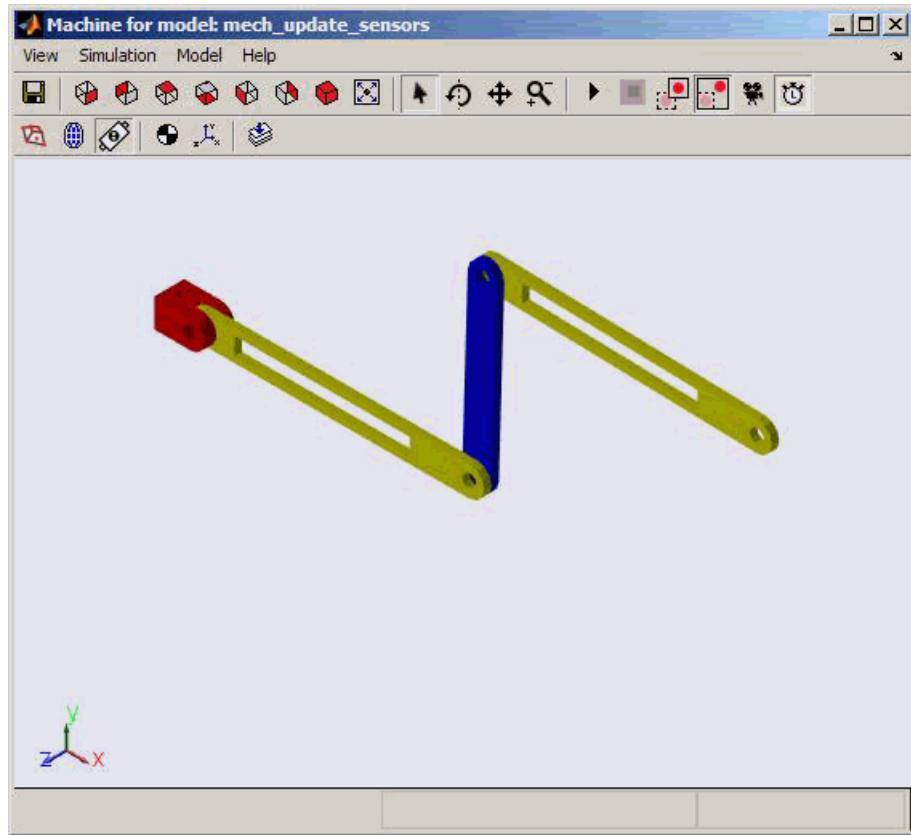 Machine for model: mech_update_sensors
View Simulation Model Help
y
z x